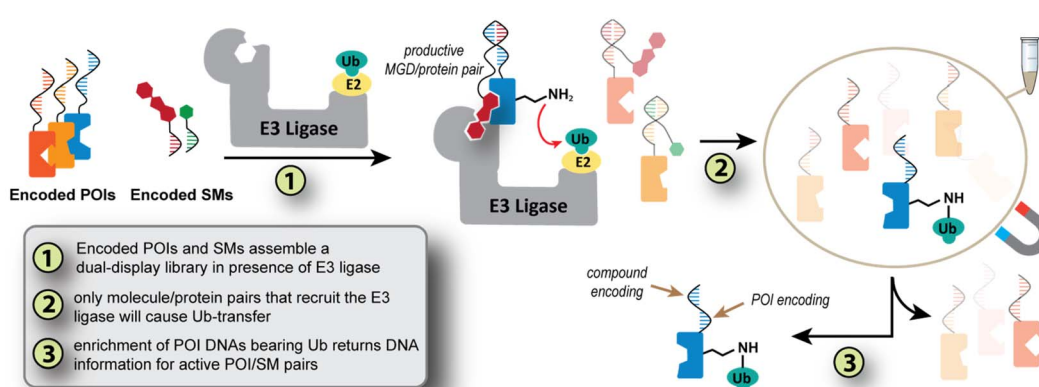 Ub
E2
E3 Ligase
Encoded POIs
Encoded SMs
1
productive
MGD/protein pair
NH2
Ub
E2
E3 Ligase
2
NH
Ub
1 Encoded POIs and SMs assemble a
dual-display library in presence of E3 ligase
2 only molecule/protein pairs that recruit the E3
ligase will cause Ub-transfer
3 enrichment of POI DNAs bearing Ub returns DNA
information for active POI/SM pairs
compound
encoding
POI encoding
NH
Ub
3